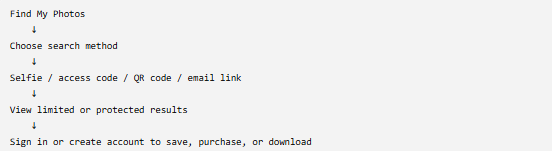 Find My Photos
↓
Choose search method
↓
Selfie / access code / QR code / email link
↓
View limited or protected results
↓
Sign in or create account to save, purchase, or download